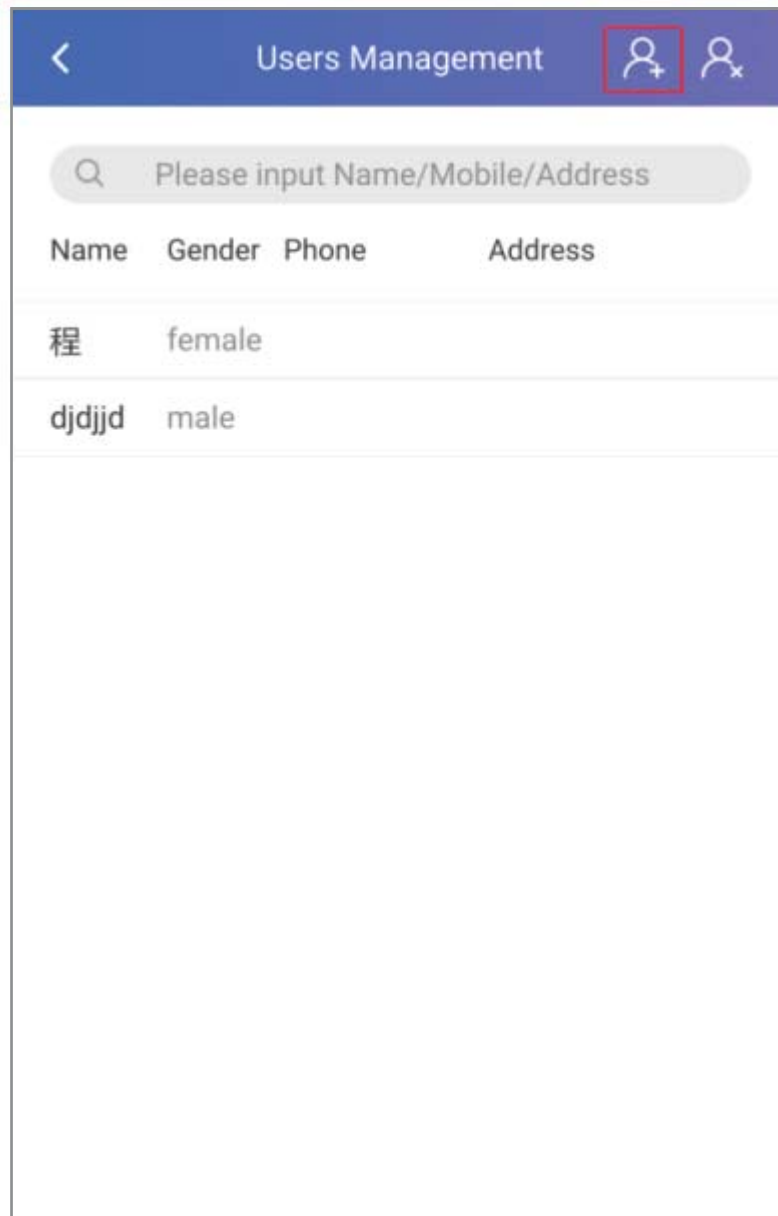 Users Management
Please input Name/Mobile/Address
Name Gender Phone Address
程 female
djdjjd male